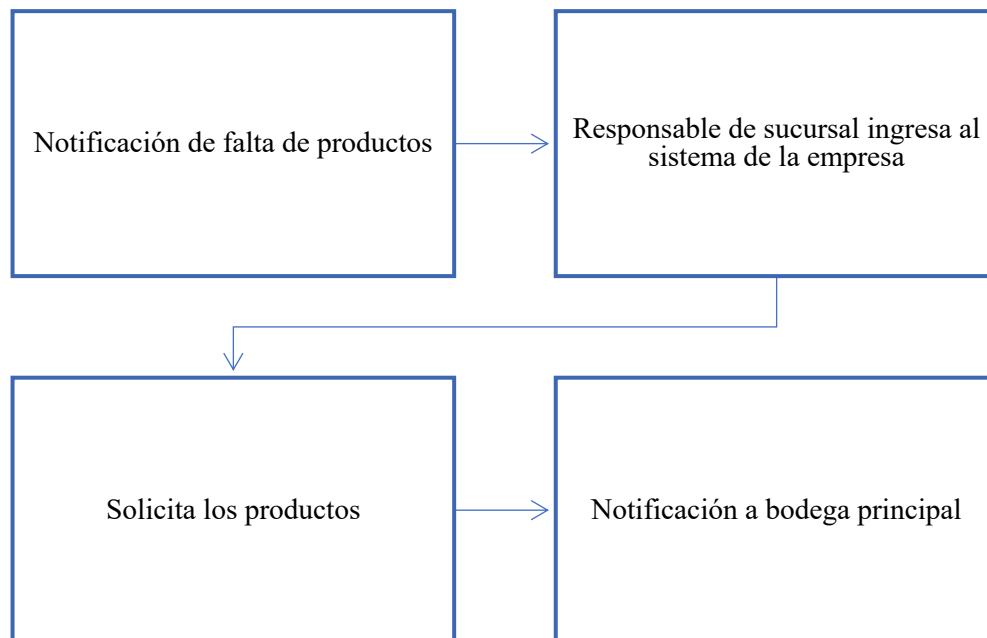 Notificación de falta de productos
Responsable de sucursal ingresa al
sistema de la empresa
Solicita los productos
Notificación a bodega principal